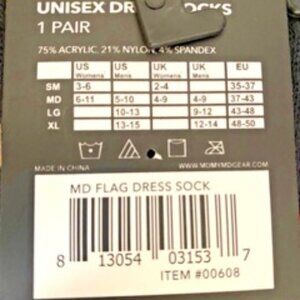 UNISEX DRESS SOCKS
1 PAIR
75% ACRYLIC, 21% NYLON, 4% SPANDEX
US Womens US Mens UK Womens UK Mens EU
SM 3-6 2-4 35-37
MD 6-11 5-10 4-9 4-9 37-43
LG 10-13 9-12 43-48
XL 13-15 12-14 48-50
MADE IN CHINA
WWW.MDMYMDGEAR.COM
MD FLAG DRESS SOCK
8 13054 03153 7
ITEM #00608